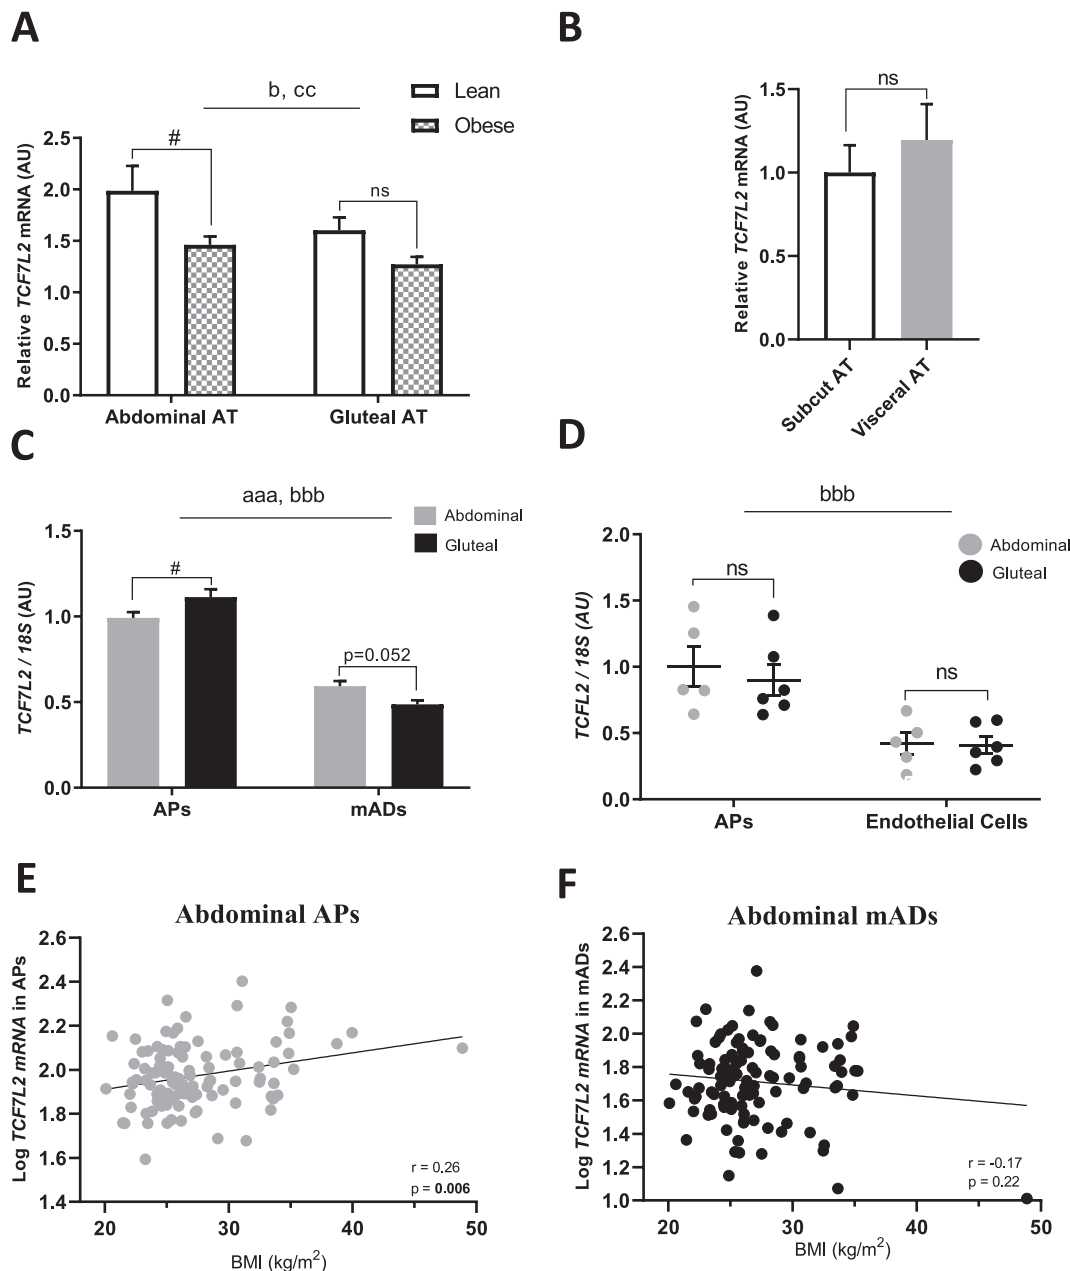 A
b, cc
Lean
Obese
Relative TCF7L2 mRNA (AU)
2.5
2.0
1.5
1.0
0.5
0.0
#
ns
Abdominal AT
Gluteal AT
B
ns
Relative TCF7L2 mRNA (AU)
1.5
1.0
0.5
0.0
Subcut AT
Visceral AT
C
aaa, bbb
Abdominal
Gluteal
TCF7L2 / 18S (AU)
1.5
1.0
0.5
0.0
#
p=0.052
APs
mADs
D
bbb
Abdominal
Gluteal
TCFL2 / 18S (AU)
2.0
1.5
1.0
0.5
0.0
ns
ns
APs
Endothelial Cells
E
Abdominal APs
Log TCF7L2 mRNA in APs
2.6
2.4
2.2
2.0
1.8
1.6
1.4
r = 0.26
p = 0.006
20
30
40
50
BMI (kg/m²)
F
Abdominal mADs
Log TCF7L2 mRNA in mADs
2.6
2.4
2.2
2.0
1.8
1.6
1.4
1.2
1.0
r = -0.17
p = 0.22
20
30
40
50
BMI (kg/m²)